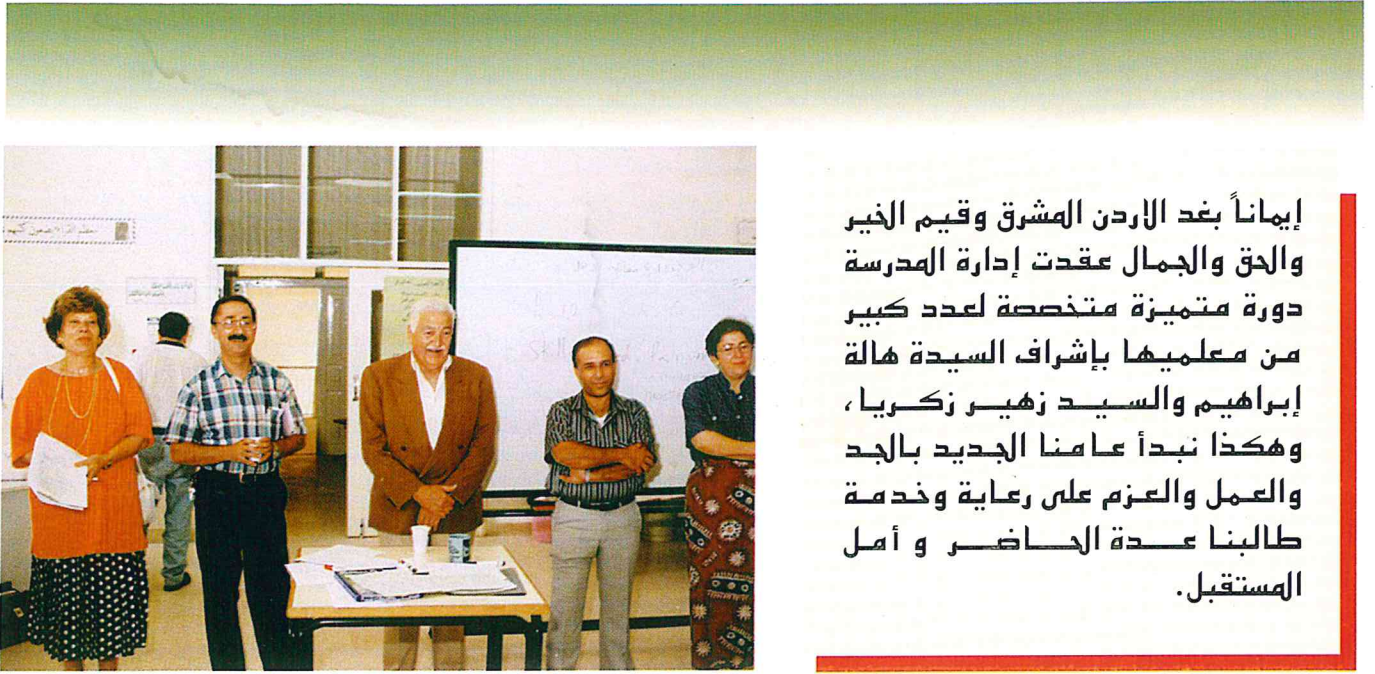 إيماناً بغد الاردن المشرق وقيم الخير
والحق والجمال عقدت إدارة المدرسة
دورة متميزة متخصصة لعدد كبير
من معلميها بإشراف السيدة هالة
إبراهيم والسيد زهير زكريا،
وهكذا نبدأ عامنا الجديد بالجد
والعمل والعزم على رعاية وخدمة
طالبنا عدة الحاضر و أمل
المستقبل.